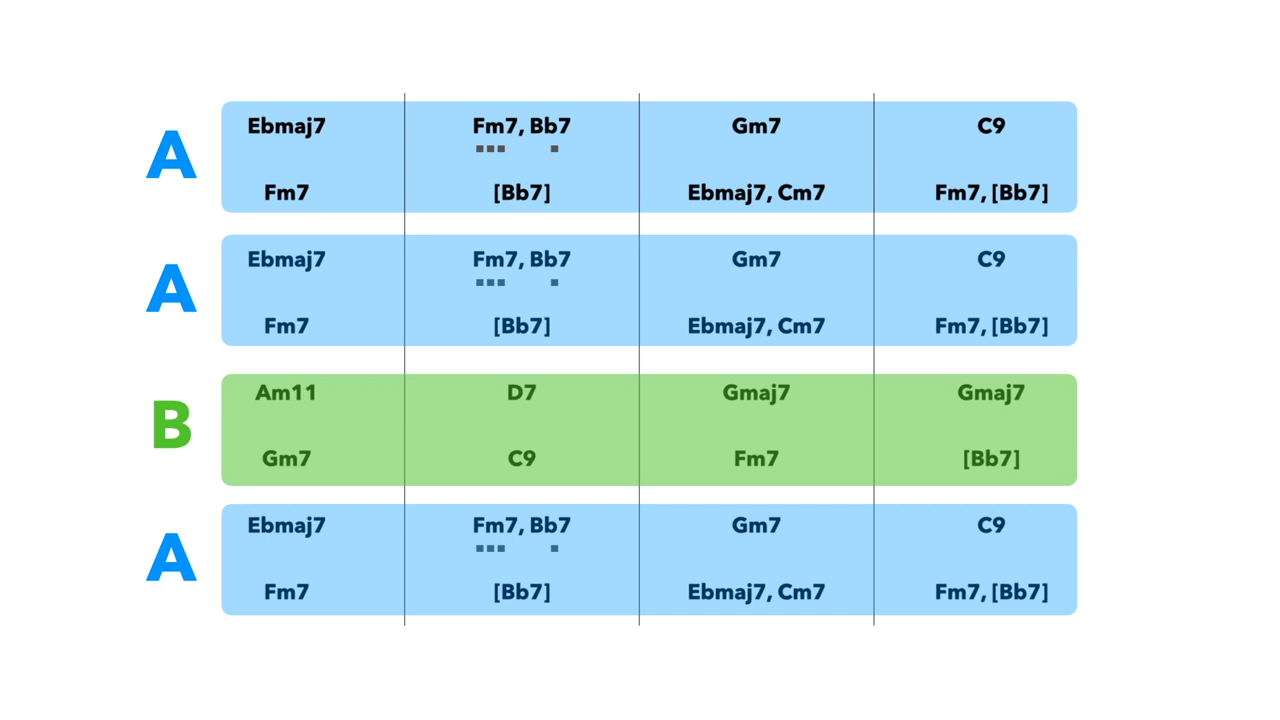 A
Ebmaj7 Fm7, Bb7 Gm7 C9
Fm7 [Bb7] Ebmaj7, Cm7 Fm7, [Bb7]
A
Ebmaj7 Fm7, Bb7 Gm7 C9
Fm7 [Bb7] Ebmaj7, Cm7 Fm7, [Bb7]
B
Am11 D7 Gmaj7 Gmaj7
Gm7 C9 Fm7 [Bb7]
A
Ebmaj7 Fm7, Bb7 Gm7 C9
Fm7 [Bb7] Ebmaj7, Cm7 Fm7, [Bb7]